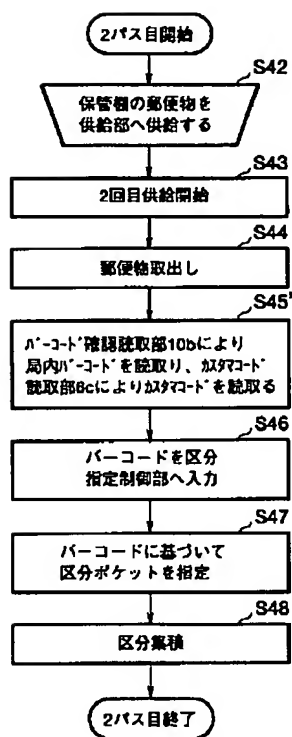 2パス目開始
S42
保管棚の郵便物を
供給部へ供給する
S43
2回目供給開始
S44
郵便物取出し
S45'
バーコード確認読取部10bにより
局内バーコードを読取り、カスタマコード
読取部6cによりカスタマコードを読取る
S46
バーコードを区分
指定制御部へ入力
S47
バーコードに基づいて
区分ポケットを指定
S48
区分集積
2パス目終了